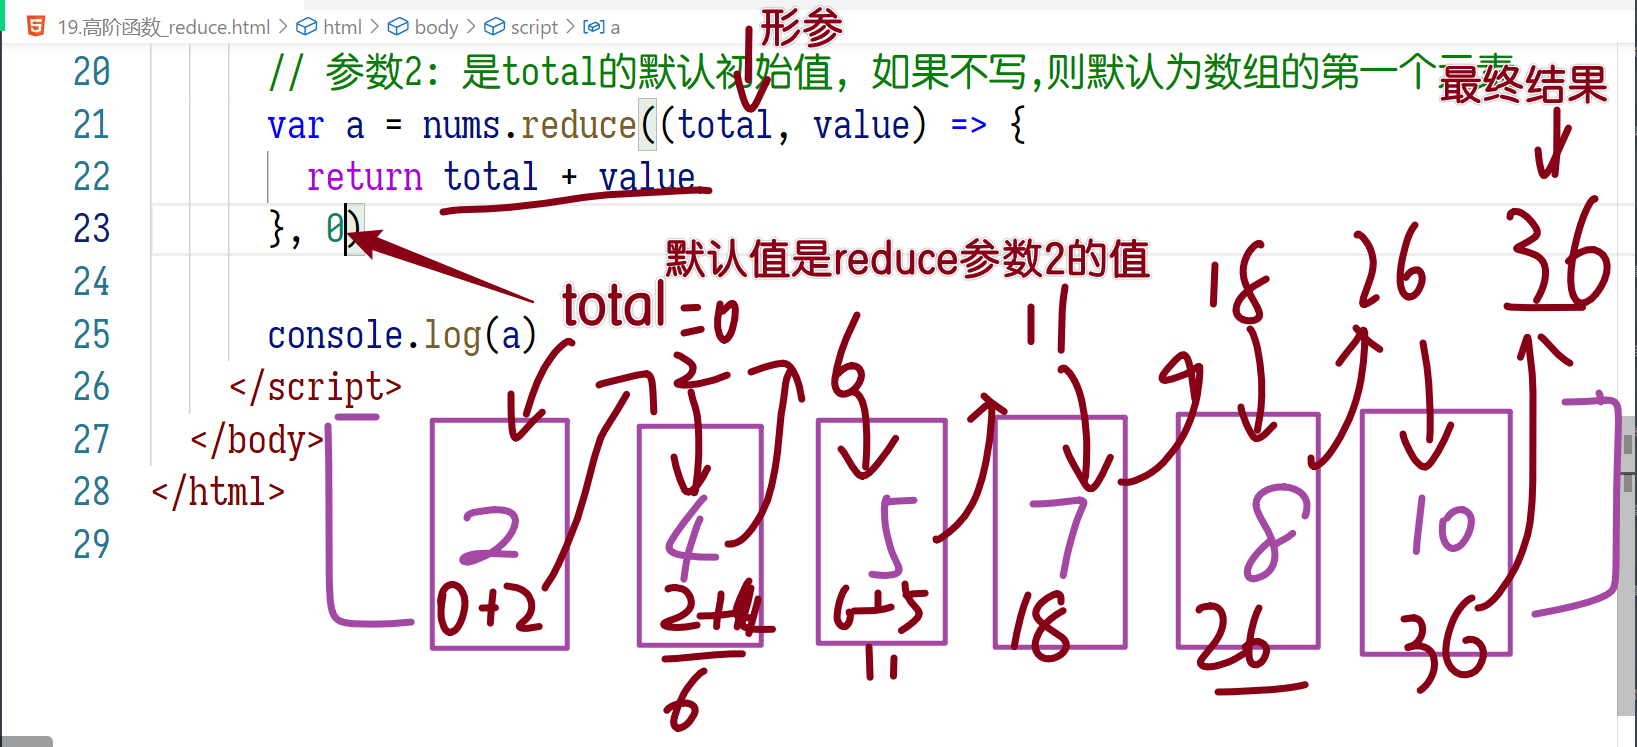 19.高阶函数_reduce.html > html > body > script > a
形参
20 // 参数2：是total的默认初始值，如果不写,则默认为数组的第一个元素
最终结果
21 var a = nums.reduce((total, value) => {
22 return total + value
23 }, 0)
36
默认值是reduce参数2的值
24
total =0
25 console.log(a)
26 </script>
27 </body>
28 </html>
29
2 6 11 18 26
2 4 5 7 8 10
0+2 2+4 6+5 18 26 36
6 11